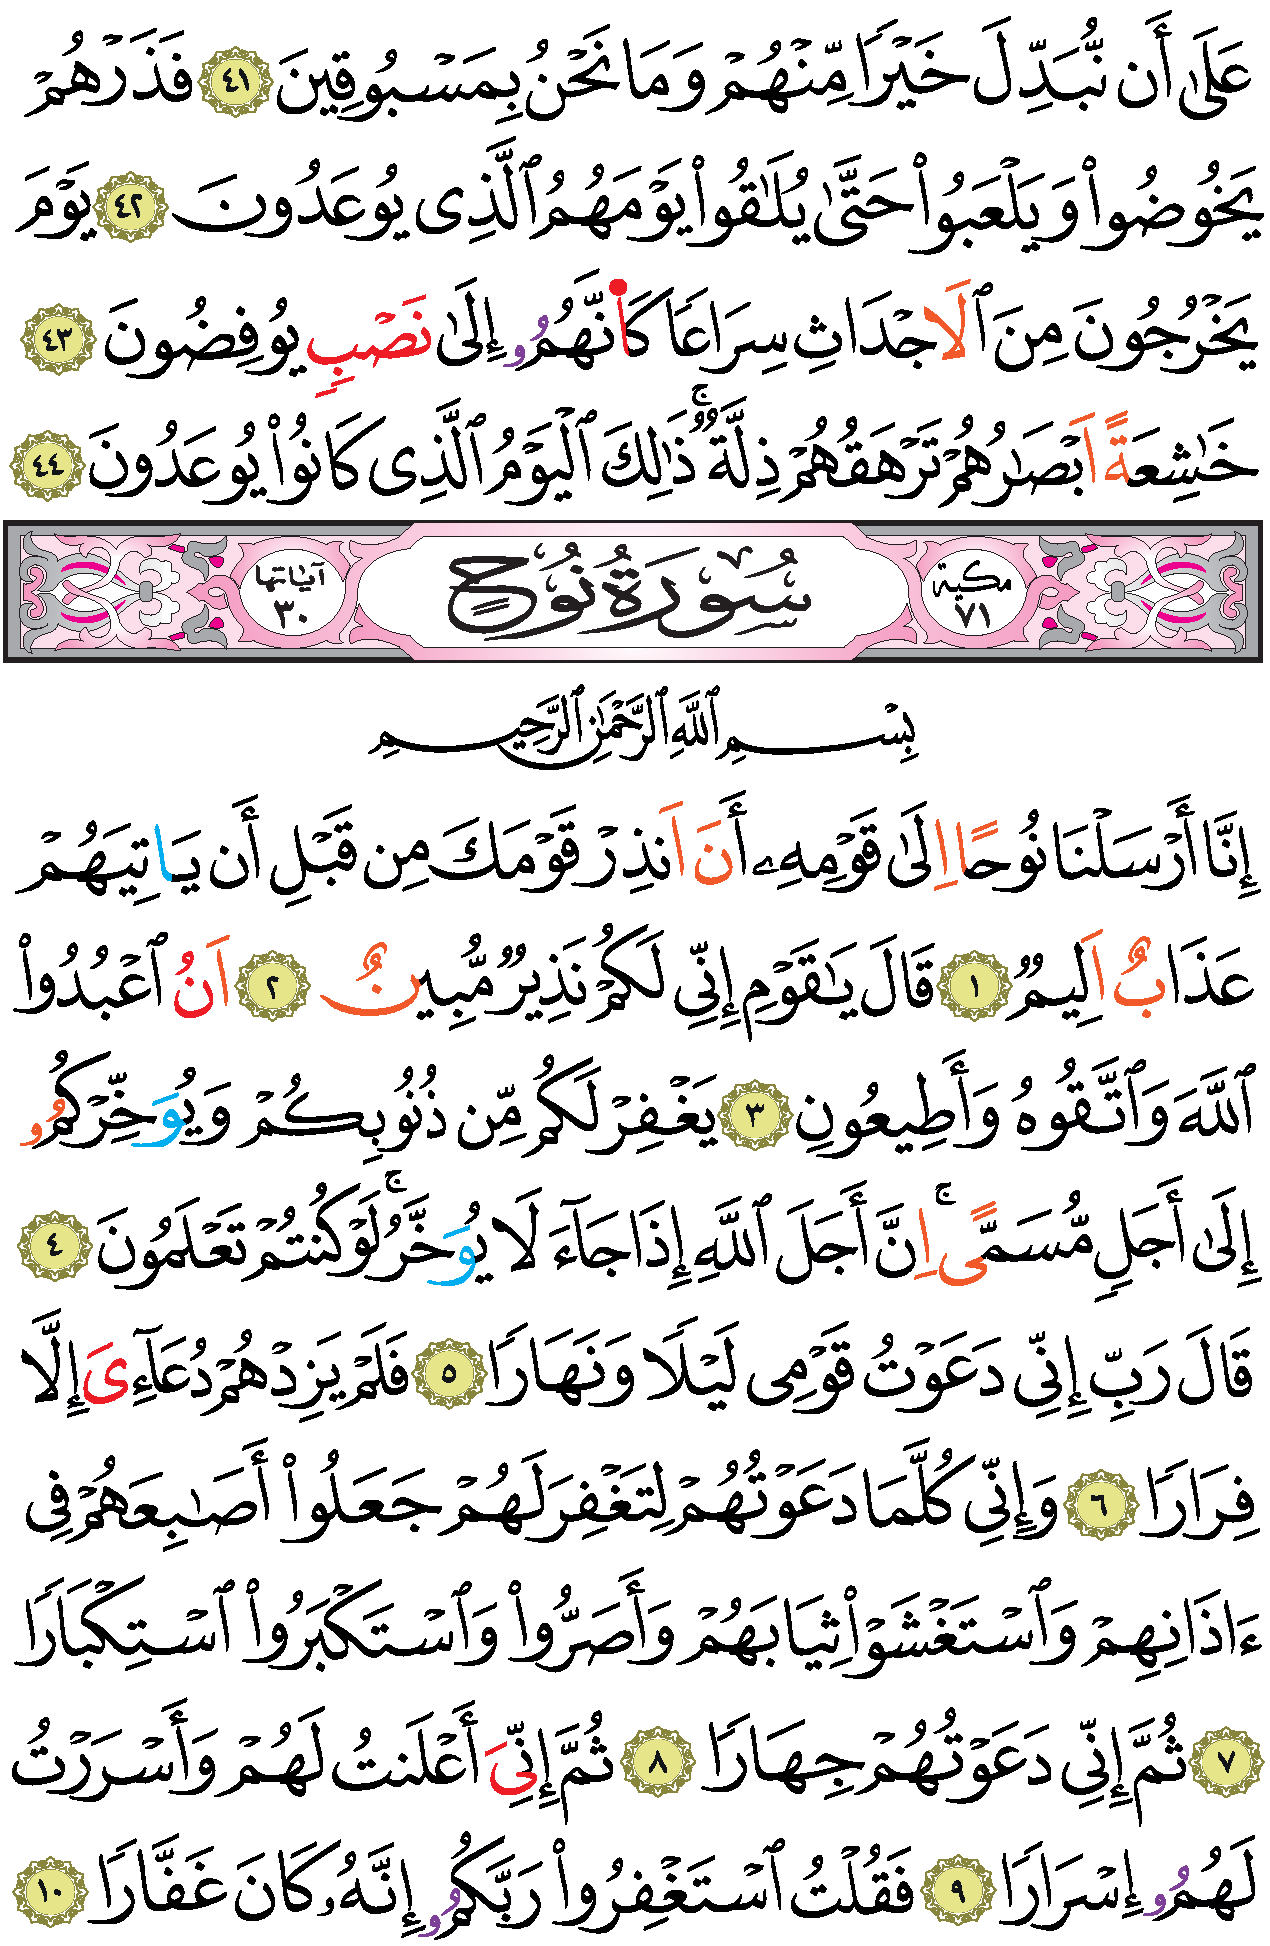 عَلَىٰ أَن نُّبَدِّلَ خَيْرًا مِّنْهُمْ وَمَا نَحْنُ بِمَسْبُوقِينَ ٤١ فَذَرْهُمْ
يَخُوضُواْ وَيَلْعَبُواْ حَتَّىٰ يُلَٰقُواْ يَوْمَهُمُ ٱلَّذِى يُوعَدُونَ ٤٢ يَوْمَ
يَخْرُجُونَ مِنَ ٱلَاجْدَاثِ سِرَاعًا كَأَنَّهُمُۥ إِلَىٰ نَصْبٍ يُوفِضُونَ ٤٣
خَٰشِعَةً اَبْصَٰرُهُمْ تَرْهَقُهُمْ ذِلَّةٌ ۚ ذَٰلِكَ ٱلْيَوْمُ ٱلَّذِى كَانُواْ يُوعَدُونَ ٤٤
مكية ٧١ سُورَةُ نُوحٍ آياتها ٣٠
بِسْمِ ٱللَّهِ ٱلرَّحْمَٰنِ ٱلرَّحِيمِ
إِنَّا أَرْسَلْنَا نُوحًا اِلَىٰ قَوْمِهِۦ أَنَ اَنذِرْ قَوْمَكَ مِن قَبْلِ أَن يَاتِيَهُمْ
عَذَابٌ اَلِيمٌ ١ قَالَ يَٰقَوْمِ إِنِّى لَكُمْ نَذِيرٌ مُّبِينٌ ٢ اَنُ ٱعْبُدُواْ
ٱللَّهَ وَٱتَّقُوهُ وَأَطِيعُونِ ٣ يَغْفِرْ لَكُم مِّن ذُنُوبِكُمْ وَيُوَخِّرْكُمُۥ
إِلَىٰ أَجَلٍ مُّسَمًّى ۚ اِنَّ أَجَلَ ٱللَّهِ إِذَا جَآءَ لَا يُوَخَّرُ ۚ لَوْ كُنتُمْ تَعْلَمُونَ ٤
قَالَ رَبِّ إِنِّى دَعَوْتُ قَوْمِى لَيْلًا وَنَهَارًا ٥ فَلَمْ يَزِدْهُمْ دُعَآءِىَ إِلَّا
فِرَارًا ٦ وَإِنِّى كُلَّمَا دَعَوْتُهُمْ لِتَغْفِرَ لَهُمْ جَعَلُواْ أَصَٰبِعَهُمْ فِى
ءَاذَانِهِمْ وَٱسْتَغْشَوْاْ ثِيَابَهُمْ وَأَصَرُّواْ وَٱسْتَكْبَرُواْ ٱسْتِكْبَارًا
٧ ثُمَّ إِنِّى دَعَوْتُهُمْ جِهَارًا ٨ ثُمَّ إِنِّىَ أَعْلَنتُ لَهُمْ وَأَسْرَرْتُ
لَهُمُۥ إِسْرَارًا ٩ فَقُلْتُ ٱسْتَغْفِرُواْ رَبَّكُمُۥ إِنَّهُۥ كَانَ غَفَّارًا ١٠